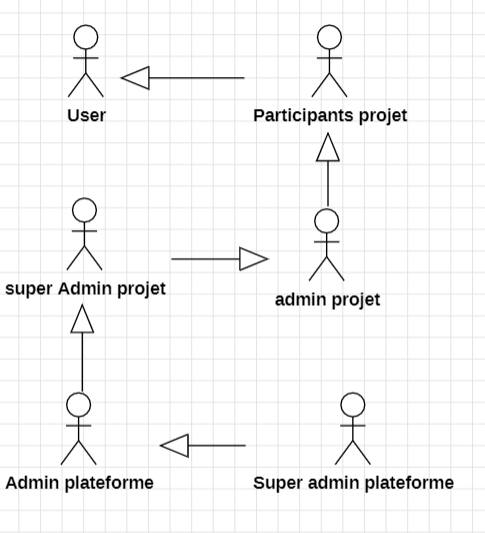 User
Participants projet
super Admin projet
admin projet
Admin plateforme
Super admin plateforme